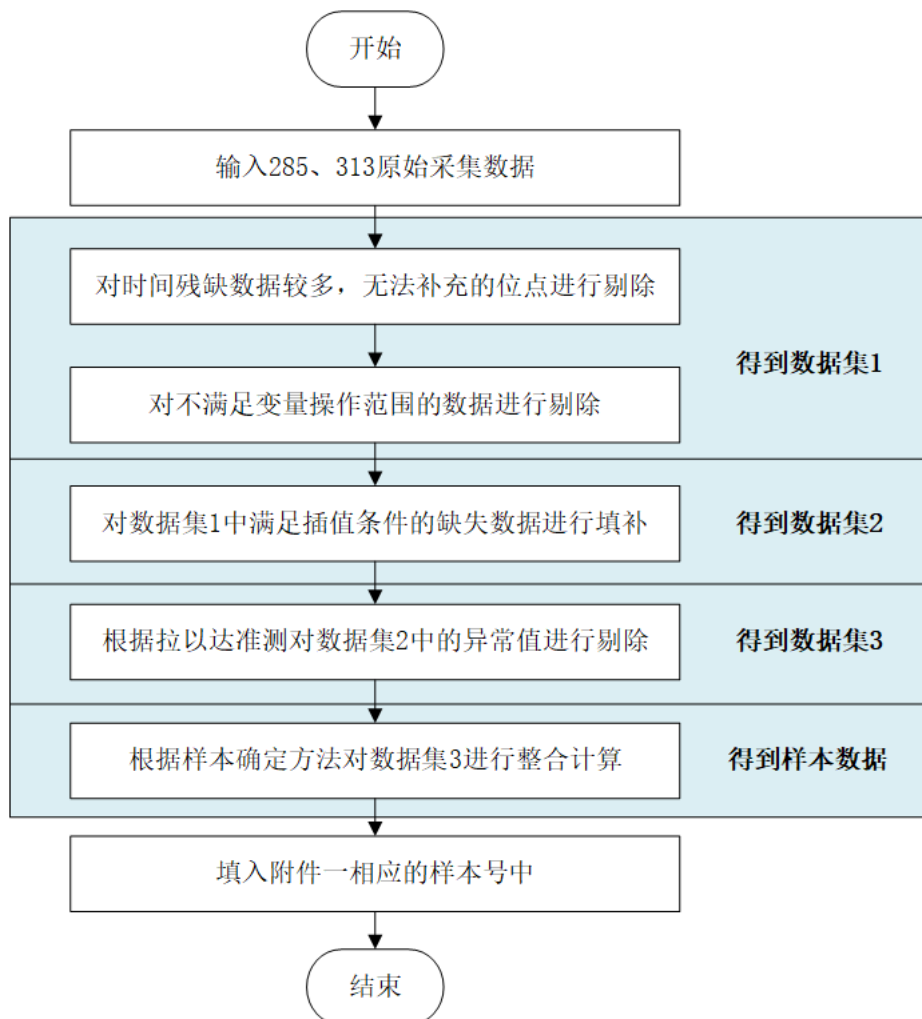 开始
输入285、313原始采集数据
对时间残缺数据较多，无法补充的位点进行剔除
得到数据集1
对不满足变量操作范围的数据进行剔除
对数据集1中满足插值条件的缺失数据进行填补
得到数据集2
根据拉以达准测对数据集2中的异常值进行剔除
得到数据集3
根据样本确定方法对数据集3进行整合计算
得到样本数据
填入附件一相应的样本号中
结束